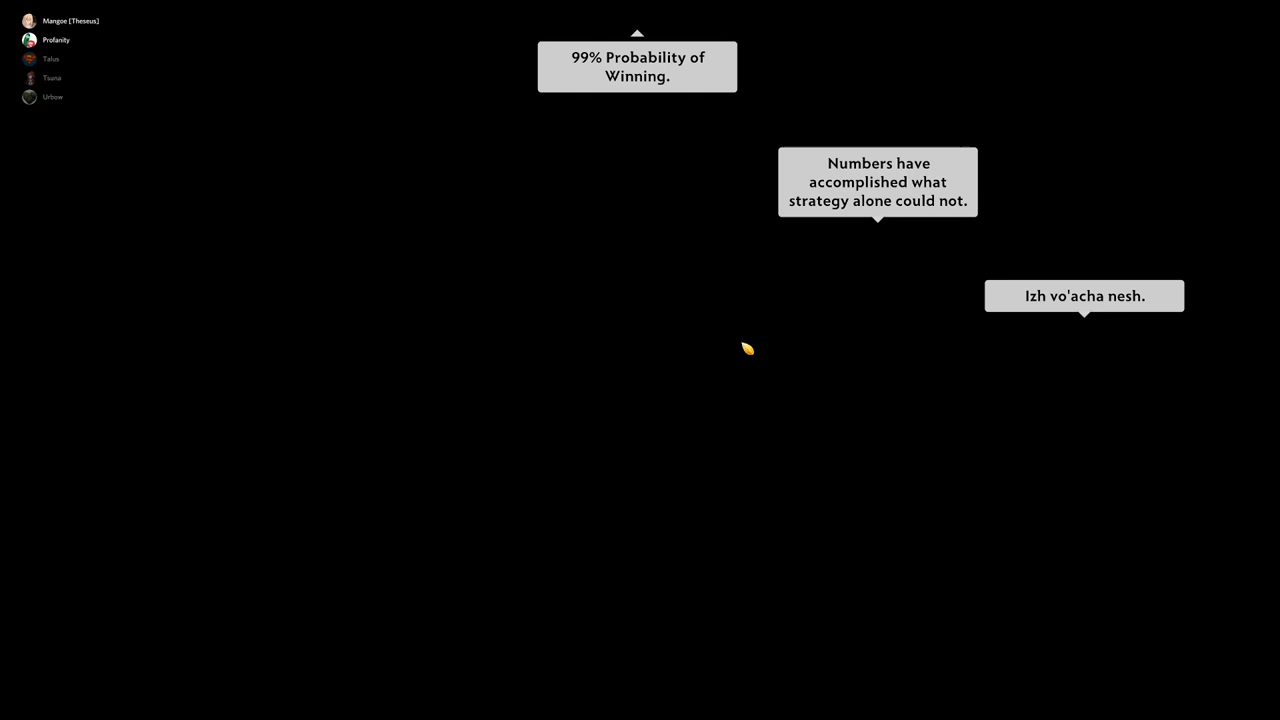 Mangoe [Theseus]
Profanity
Talus
Tsuna
Urbow
99% Probability of
Winning.
Numbers have
accomplished what
strategy alone could not.
Izh vo'acha nesh.